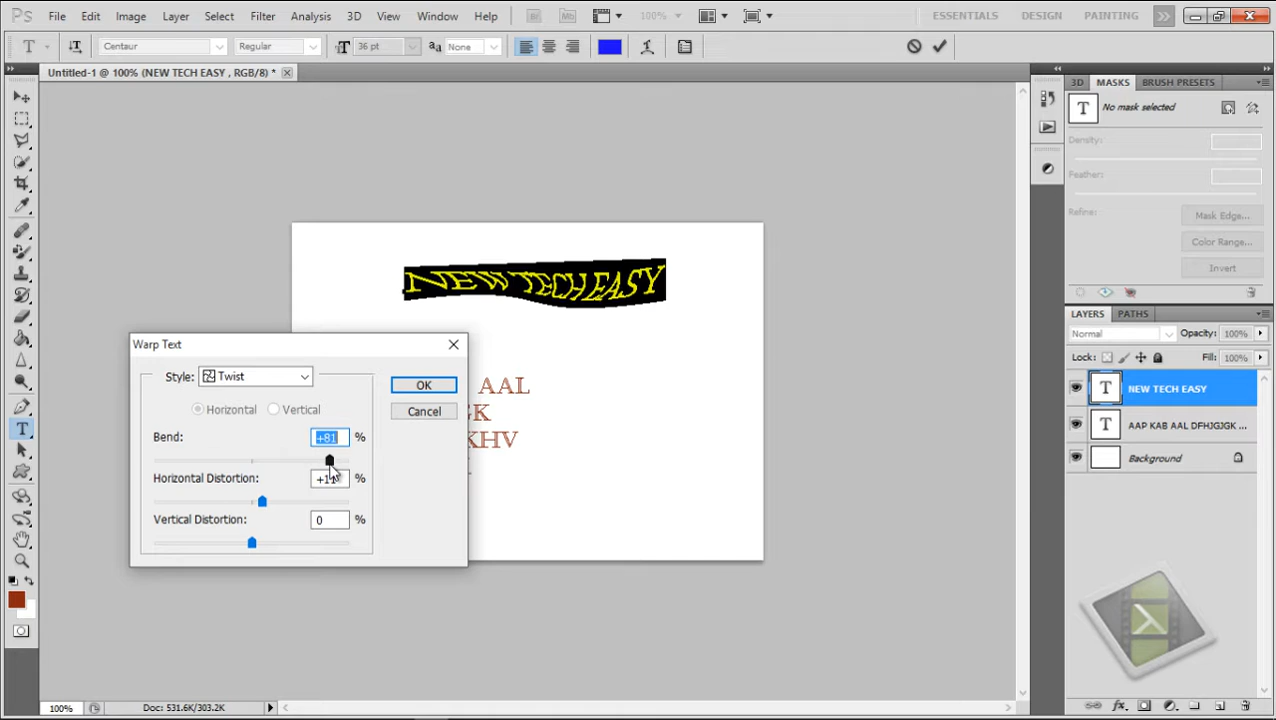 Ps File Edit Image Layer Select Filter Analysis 3D View Window Help Br Mb 100% ESSENTIALS DESIGN PAINTING
T T Centaur Regular T 36 pt aa None
Untitled-1 @ 100% (NEW TECH EASY , RGB/8) *
3D MASKS BRUSH PRESETS
T No mask selected
Density:
Feather:
Refine: Mask Edge...
Color Range...
Invert
NEW TECH EASY
LAYERS PATHS
Normal Opacity: 100%
Lock: Fill: 100%
T NEW TECH EASY
T AAP KAB AAL DFHJGJGK ...
Background
Warp Text
Style: Twist
OK
Horizontal Vertical
Cancel
Bend: +81 %
Horizontal Distortion: %
Vertical Distortion: 0 %
AAL
GK
KHV
T
100% Doc: 531.6K/303.2K
fx